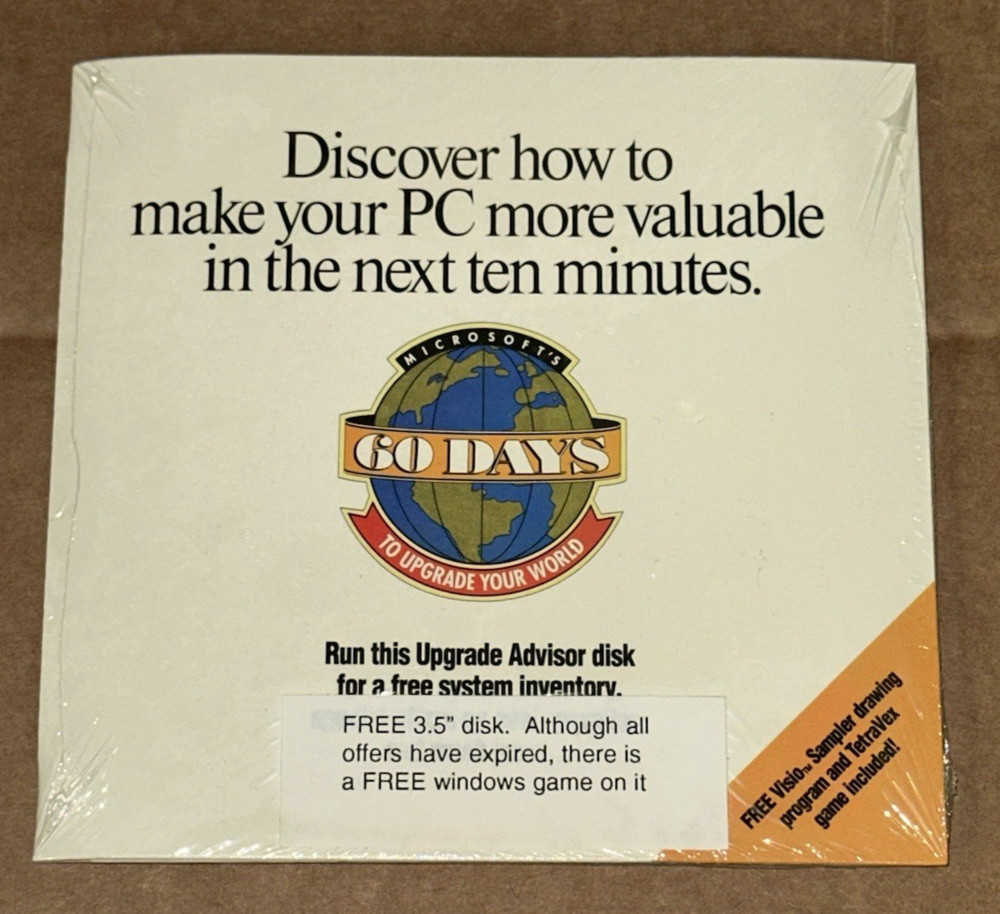 Discover how to
make your PC more valuable
in the next ten minutes.
MICROSOFT'S
60 DAYS
TO UPGRADE YOUR WORLD
Run this Upgrade Advisor disk
for a free system inventory.
FREE 3.5” disk. Although all
offers have expired, there is
a FREE windows game on it
FREE Visio™ Sampler drawing
program and TetraVex
game included!